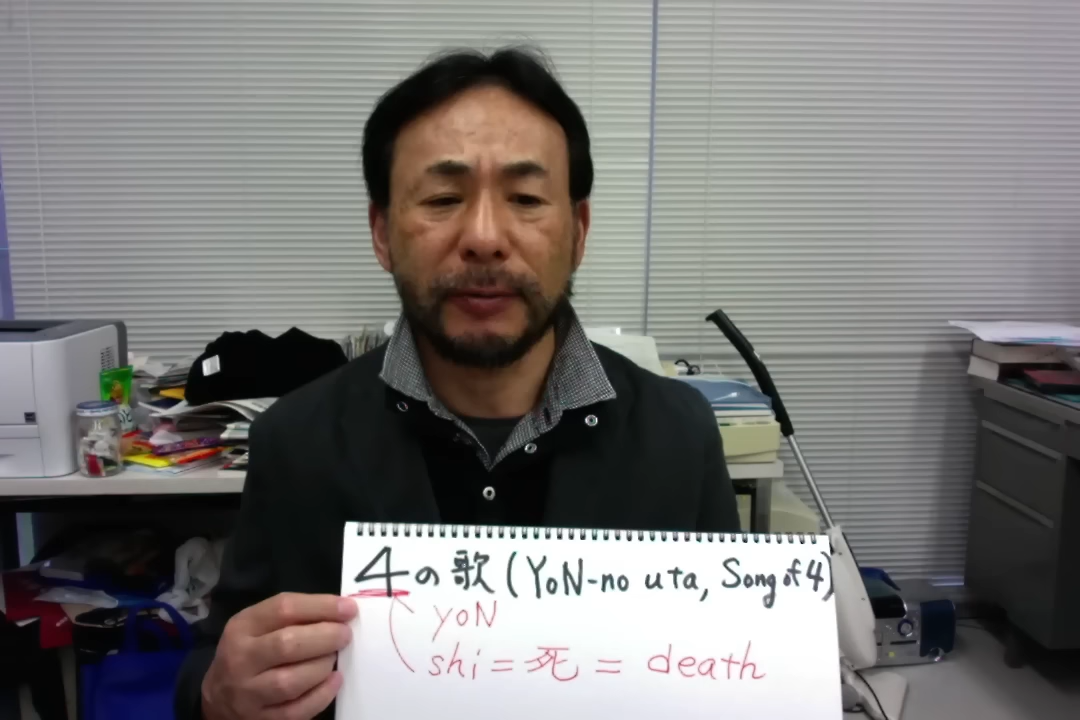 4の歌(YoN-no uta, Song of 4)
yoN
shi = 死 = death